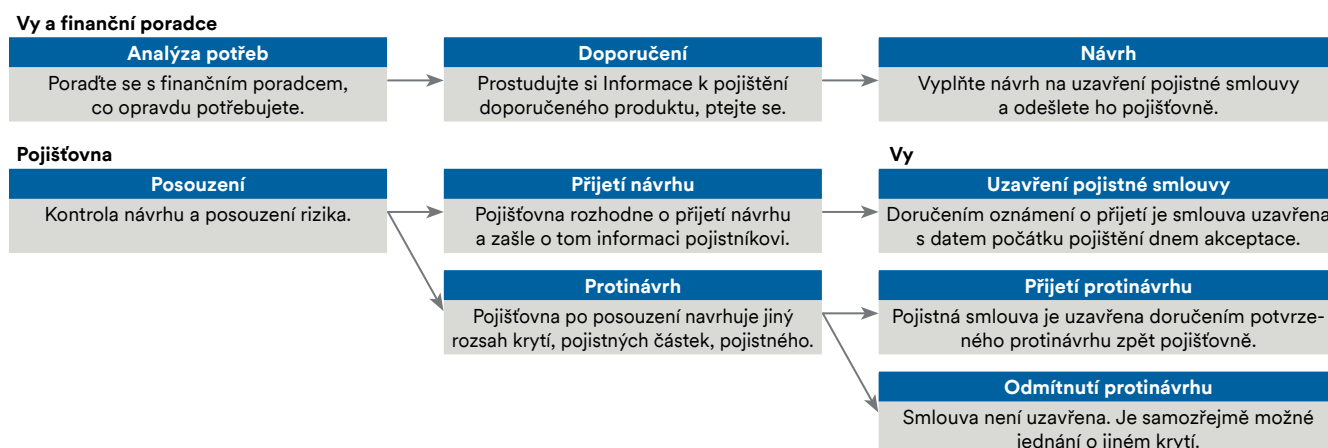 Vy a finanční poradce
Analýza potřeb
Poraďte se s finančním poradcem,
co opravdu potřebujete.
Doporučení
Prostudujte si Informace k pojištění
doporučeného produktu, ptejte se.
Návrh
Vyplňte návrh na uzavření pojistné smlouvy
a odešlete ho pojišťovně.
Pojišťovna
Posouzení
Kontrola návrhu a posouzení rizika.
Přijetí návrhu
Pojišťovna rozhodne o přijetí návrhu
a zašle o tom informaci pojistníkovi.
Protinávrh
Pojišťovna po posouzení navrhuje jiný
rozsah krytí, pojistných částek, pojistného.
Vy
Uzavření pojistné smlouvy
Doručením oznámení o přijetí je smlouva uzavřena
s datem počátku pojištění dnem akceptace.
Přijetí protinávrhu
Pojistná smlouva je uzavřena doručením potvrze-
ného protinávrhu zpět pojišťovně.
Odmítnutí protinávrhu
Smlouva není uzavřena. Je samozřejmě možné
jednání o jiném krytí.